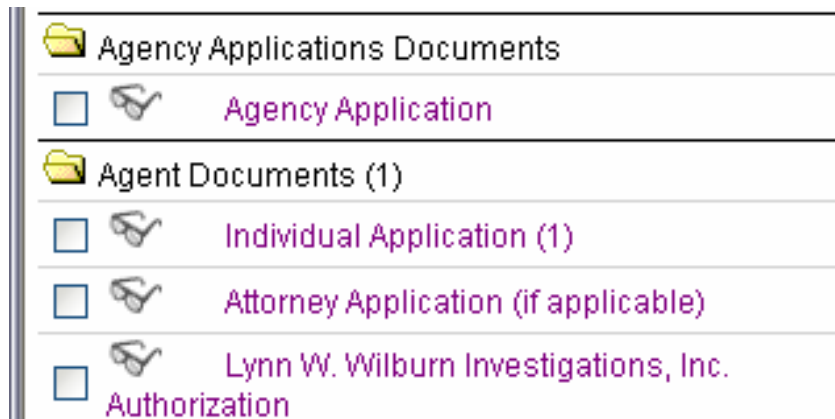 Agency Applications Documents
Agency Application
Agent Documents (1)
Individual Application (1)
Attorney Application (if applicable)
Lynn W. Wilburn Investigations, Inc.
Authorization